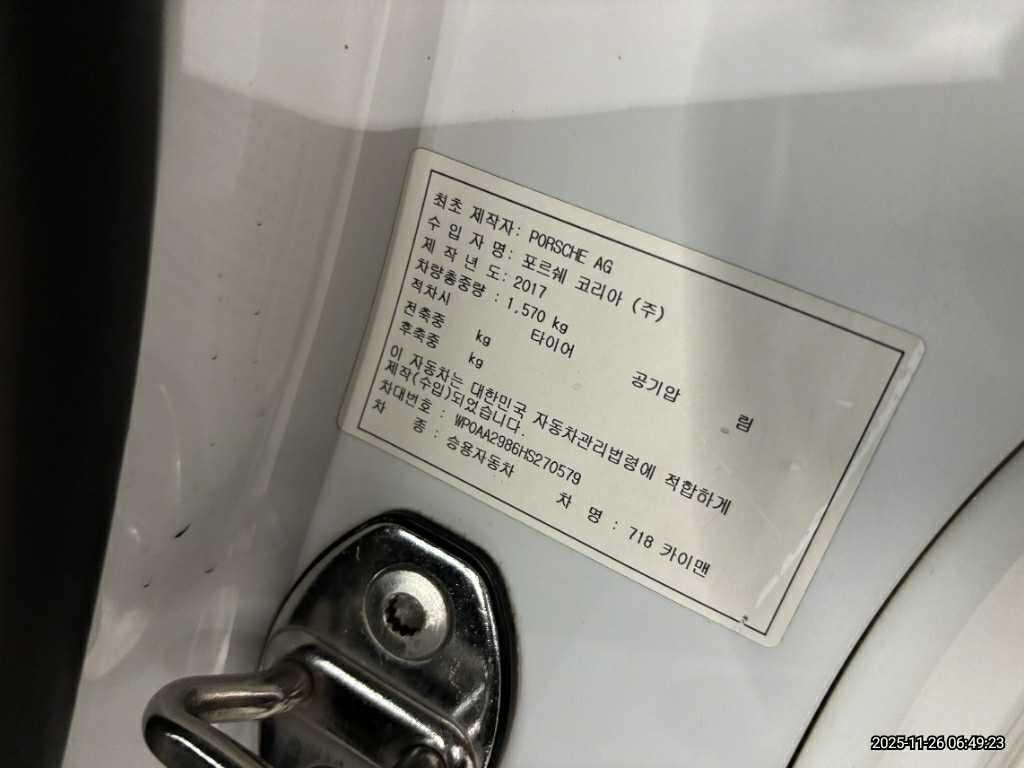 최초 제작자: PORSCHE AG
수 입 자 명: 포르쉐 코리아 (주)
제 작 년 도: 2017
차량총중량 : 1,570 kg
적차시 타이어 공기압 럼
전축중 kg
후축중 kg
이 자동차는 대한민국 자동차관리법령에 적합하게
제작(수입)되었습니다.
차대번호 : WP0AA2986HS270579
차 종 : 승용자동차 차 명 : 718 카이맨
2025-11-26 06:49:23